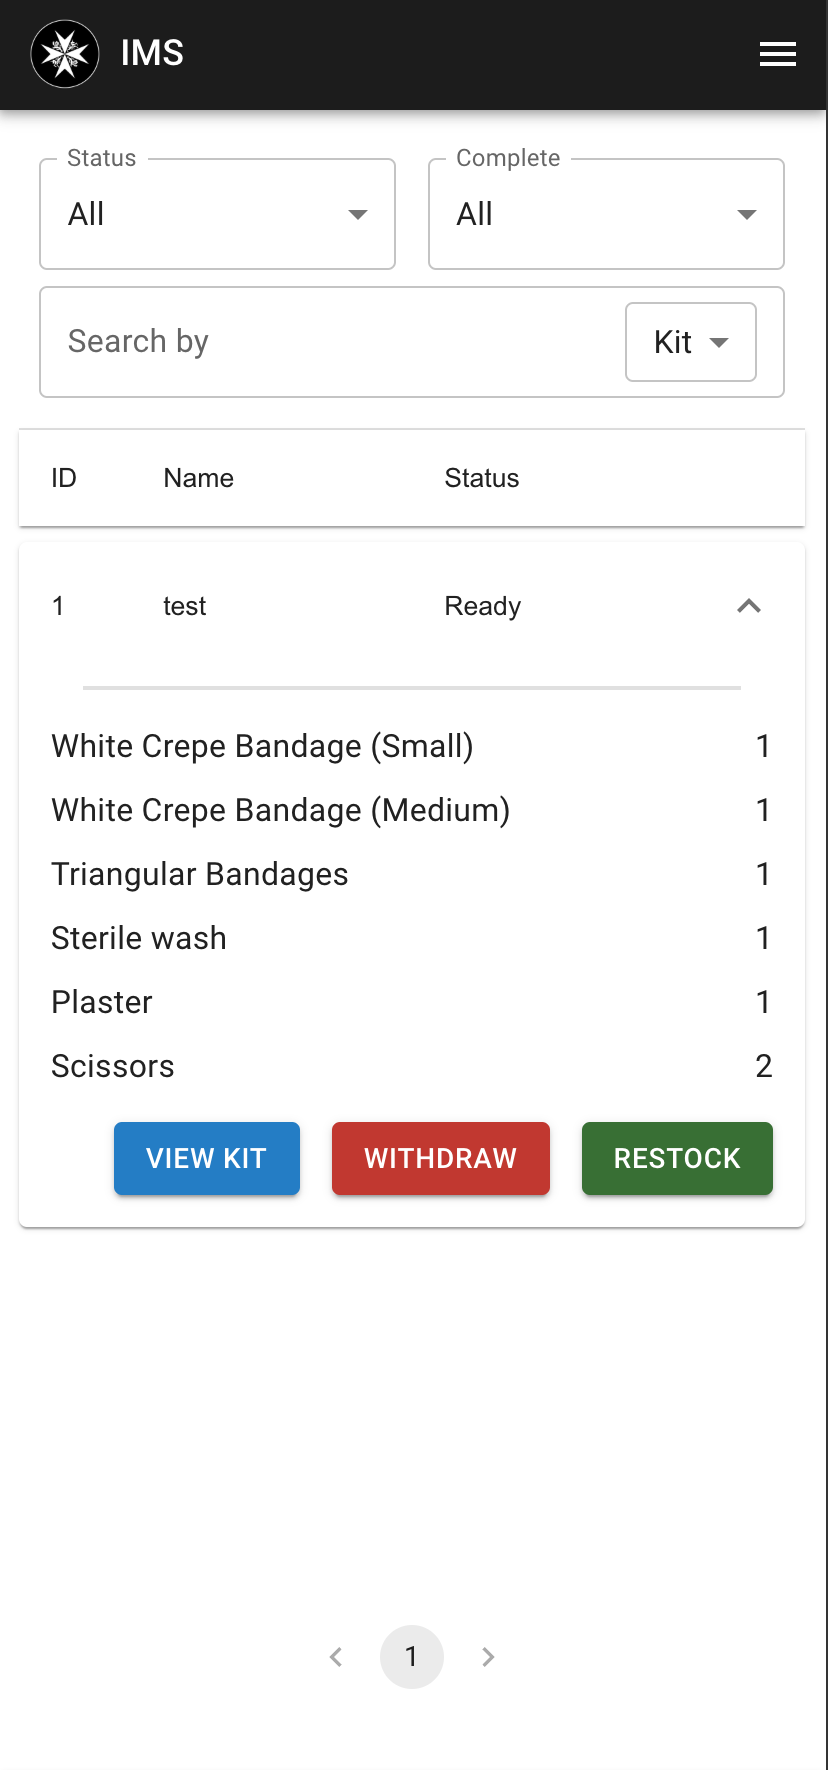 IMS
Status Complete
All All
Search by Kit
ID Name Status
1 test Ready
White Crepe Bandage (Small) 1
White Crepe Bandage (Medium) 1
Triangular Bandages 1
Sterile wash 1
Plaster 1
Scissors 2
VIEW KIT WITHDRAW RESTOCK
1